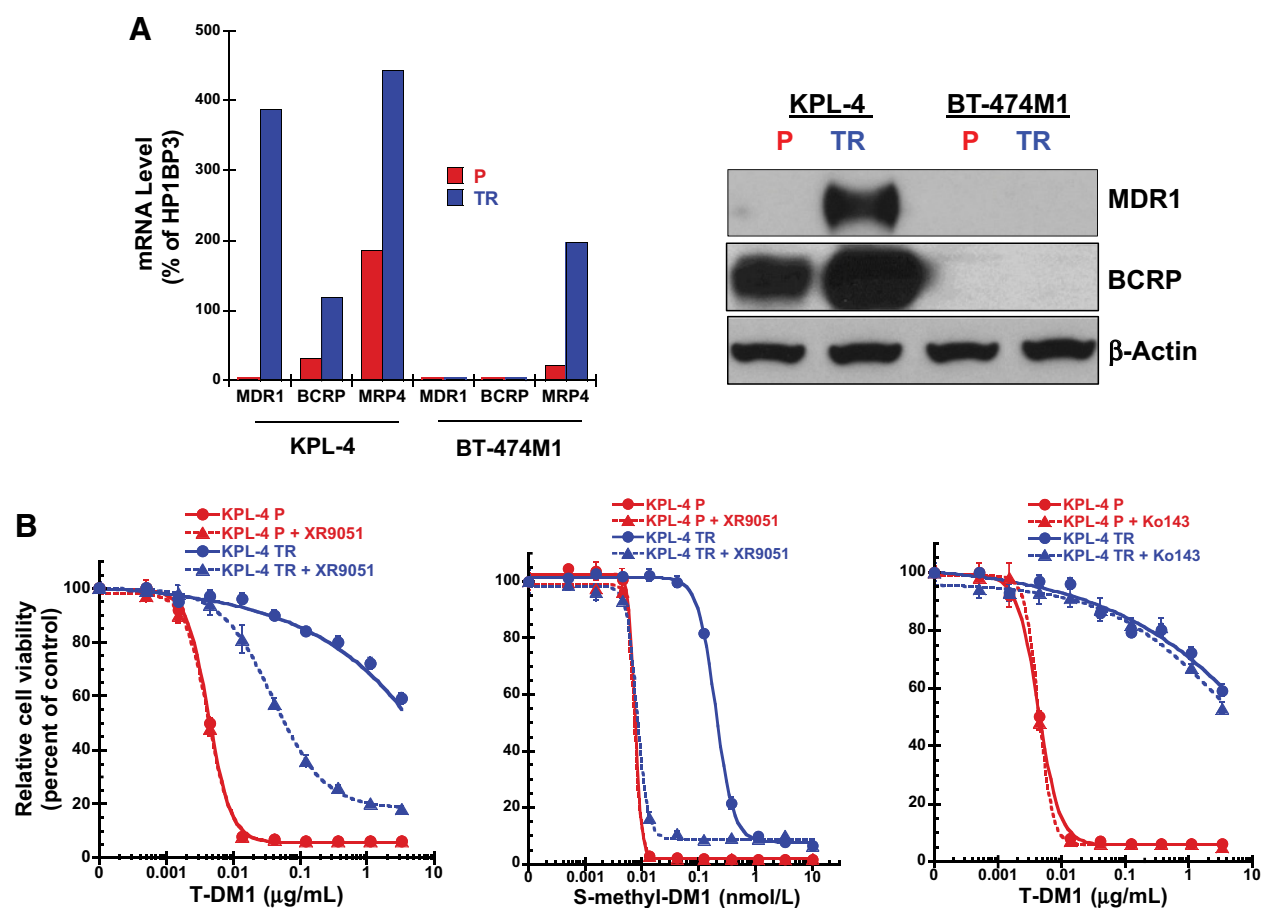 A
500
400
300
200
100
0
mRNA Level
(% of HP1BP3)
P
TR
MDR1 BCRP MRP4 MDR1 BCRP MRP4
KPL-4 BT-474M1
KPL-4 BT-474M1
P TR P TR
MDR1
BCRP
β-Actin
B
KPL-4 P
KPL-4 P + XR9051
KPL-4 TR
KPL-4 TR + XR9051
100
80
60
40
20
0
Relative cell viability
(percent of control)
0 0.001 0.01 0.1 1 10
T-DM1 (μg/mL)
KPL-4 P
KPL-4 P + XR9051
KPL-4 TR
KPL-4 TR + XR9051
100
80
60
40
20
0
0 0.001 0.01 0.1 1 10
S-methyl-DM1 (nmol/L)
KPL-4 P
KPL-4 P + Ko143
KPL-4 TR
KPL-4 TR + Ko143
100
80
60
40
20
0
0 0.001 0.01 0.1 1 10
T-DM1 (μg/mL)